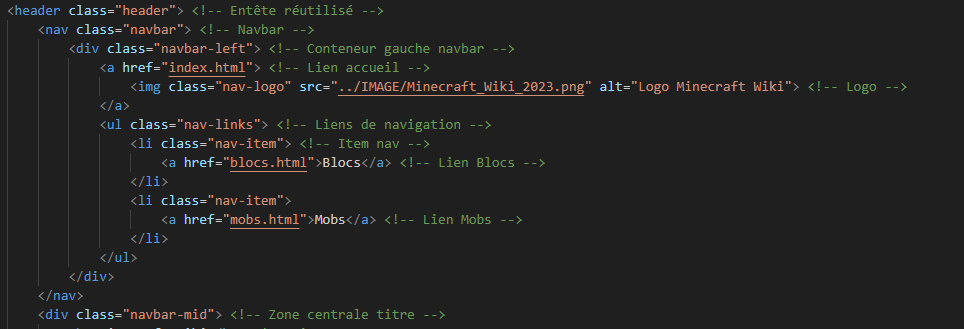 <header class="header"> <!-- Entête réutilisé -->
<nav class="navbar"> <!-- Navbar -->
<div class="navbar-left"> <!-- Conteneur gauche navbar -->
<a href="index.html"> <!-- Lien accueil -->
<img class="nav-logo" src="../IMAGE/Minecraft_Wiki_2023.png" alt="Logo Minecraft Wiki"> <!-- Logo -->
</a>
<ul class="nav-links"> <!-- Liens de navigation -->
<li class="nav-item"> <!-- Item nav -->
<a href="blocs.html">Blocs</a> <!-- Lien Blocs -->
</li>
<li class="nav-item">
<a href="mobs.html">Mobs</a> <!-- Lien Mobs -->
</li>
</ul>
</div>
</nav>
<div class="navbar-mid"> <!-- Zone centrale titre -->